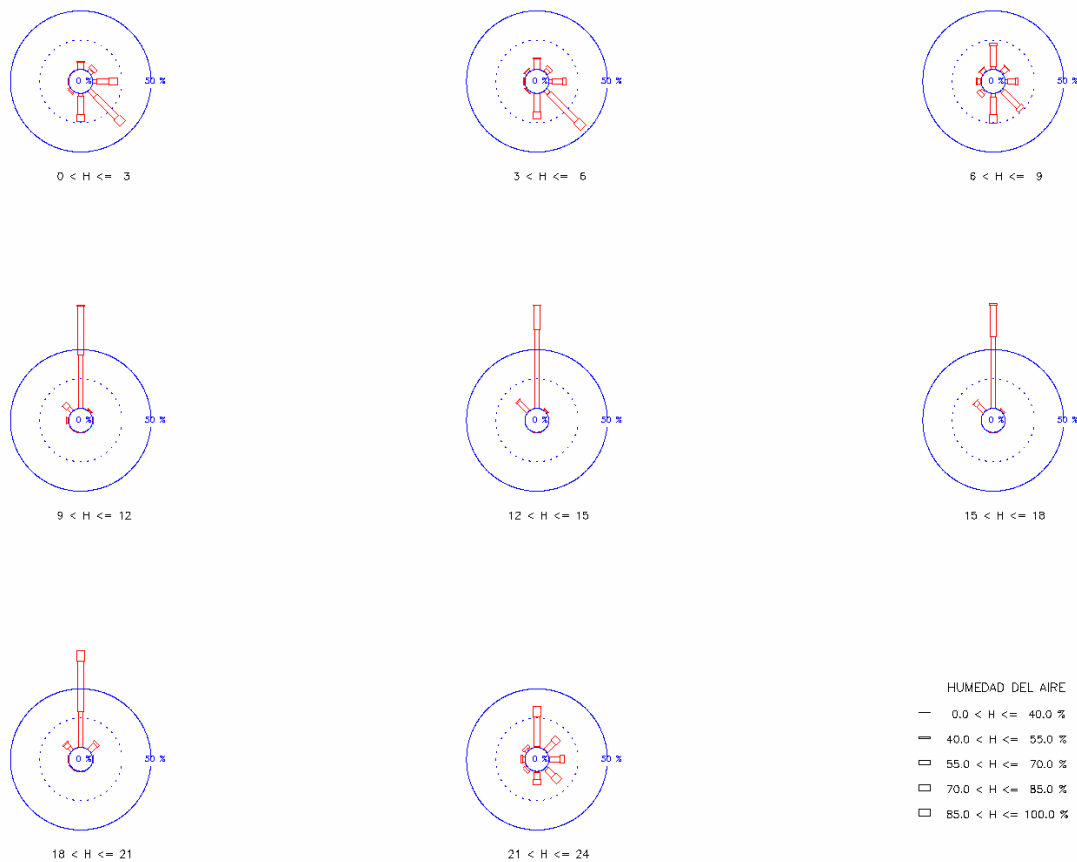 0 % 50 %
0 < H <= 3
0 % 50 %
3 < H <= 6
0 % 50 %
6 < H <= 9
0 % 50 %
9 < H <= 12
0 % 50 %
12 < H <= 15
0 % 50 %
15 < H <= 18
0 % 50 %
18 < H <= 21
0 % 50 %
21 < H <= 24
HUMEDAD DEL AIRE
0.0 < H <= 40.0 %
40.0 < H <= 55.0 %
55.0 < H <= 70.0 %
70.0 < H <= 85.0 %
85.0 < H <= 100.0 %